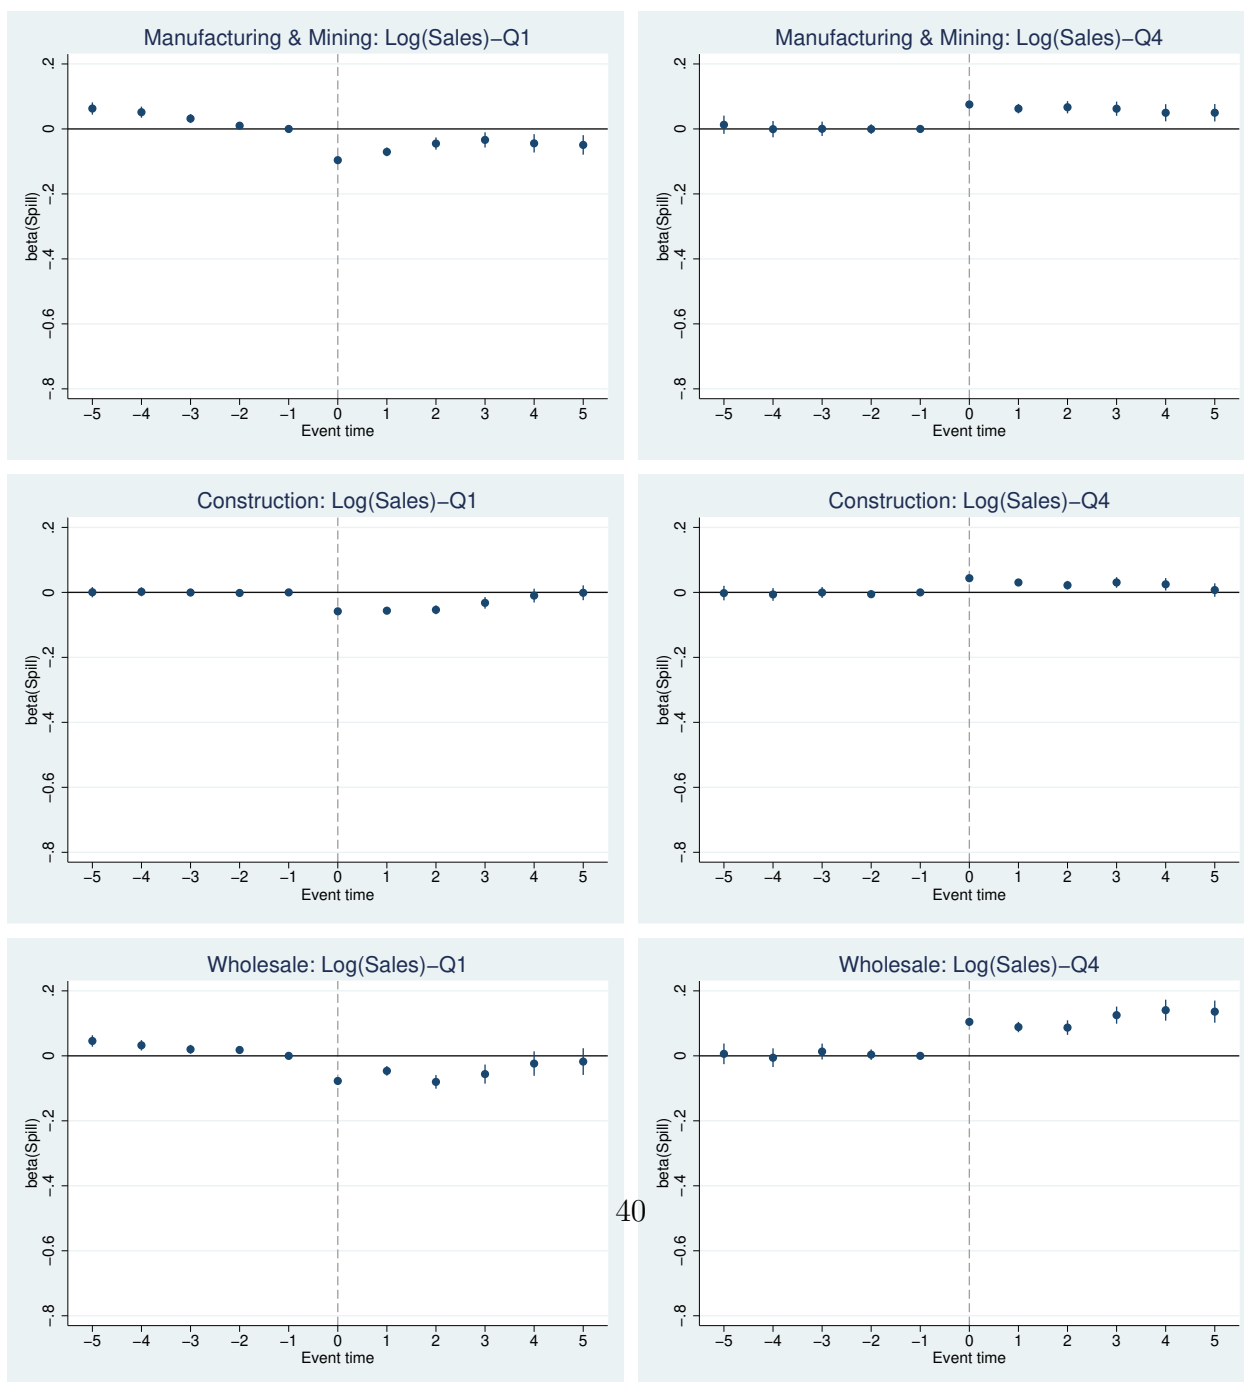 Manufacturing & Mining: Log(Sales)−Q1
.2
0
−.2
−.4
−0.6
−.8
beta(Spill)
−5 −4 −3 −2 −1 0 1 2 3 4 5
Event time
Manufacturing & Mining: Log(Sales)−Q4
.2
0
−.2
−.4
−0.6
−.8
beta(Spill)
−5 −4 −3 −2 −1 0 1 2 3 4 5
Event time
Construction: Log(Sales)−Q1
.2
0
−.2
−.4
−0.6
−.8
beta(Spill)
−5 −4 −3 −2 −1 0 1 2 3 4 5
Event time
Construction: Log(Sales)−Q4
.2
0
−.2
−.4
−0.6
−.8
beta(Spill)
−5 −4 −3 −2 −1 0 1 2 3 4 5
Event time
Wholesale: Log(Sales)−Q1
.2
0
−.2
−.4
−0.6
−.8
beta(Spill)
−5 −4 −3 −2 −1 0 1 2 3 4 5
Event time
Wholesale: Log(Sales)−Q4
.2
0
−.2
−.4
−0.6
−.8
beta(Spill)
−5 −4 −3 −2 −1 0 1 2 3 4 5
Event time
40